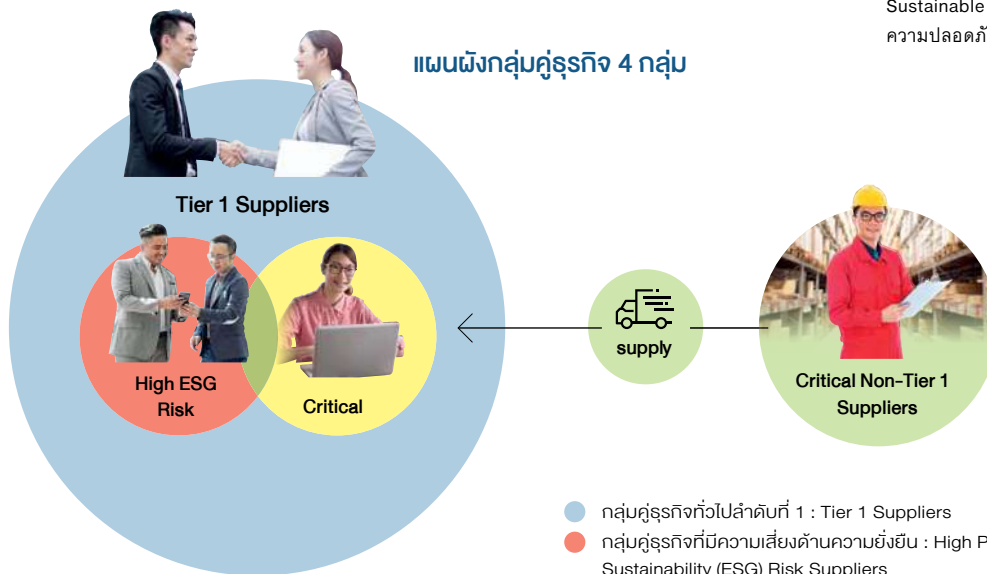 Sustainable
แผนผังกลุ่มคู่ธุรกิจ 4 กลุ่ม
Tier 1 Suppliers
High ESG
Risk
Critical
supply
Critical Non-Tier 1
Suppliers
กลุ่มคู่ธุรกิจทั่วไปลำดับที่ 1 : Tier 1 Suppliers
กลุ่มคู่ธุรกิจที่มีความเสี่ยงด้านความยั่งยืน : High
Sustainability (ESG) Risk Suppliers